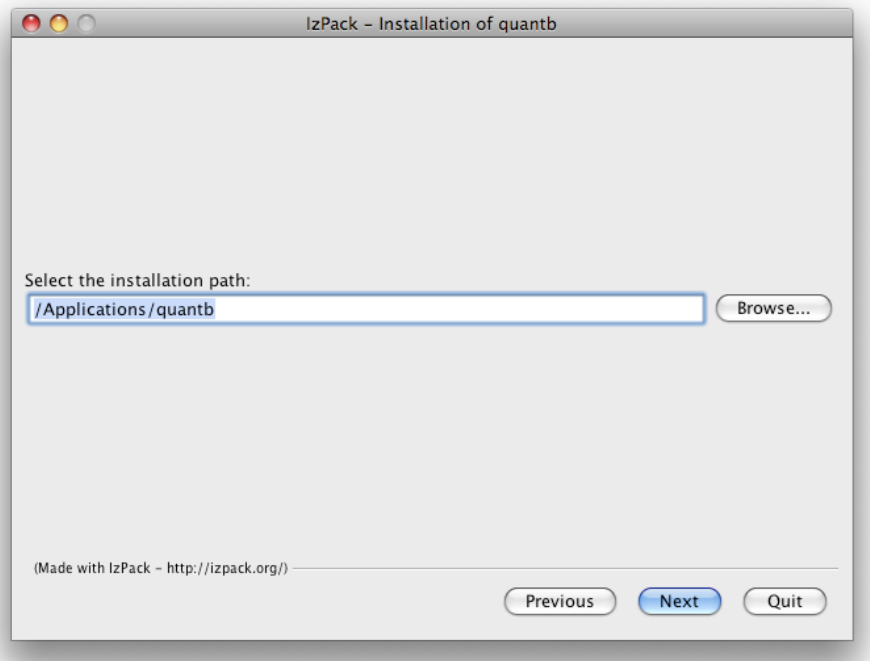 IzPack – Installation of quantb
Select the installation path:
/Applications/quantb
Browse...
(Made with IzPack – http://izpack.org/)
Previous
Next
Quit